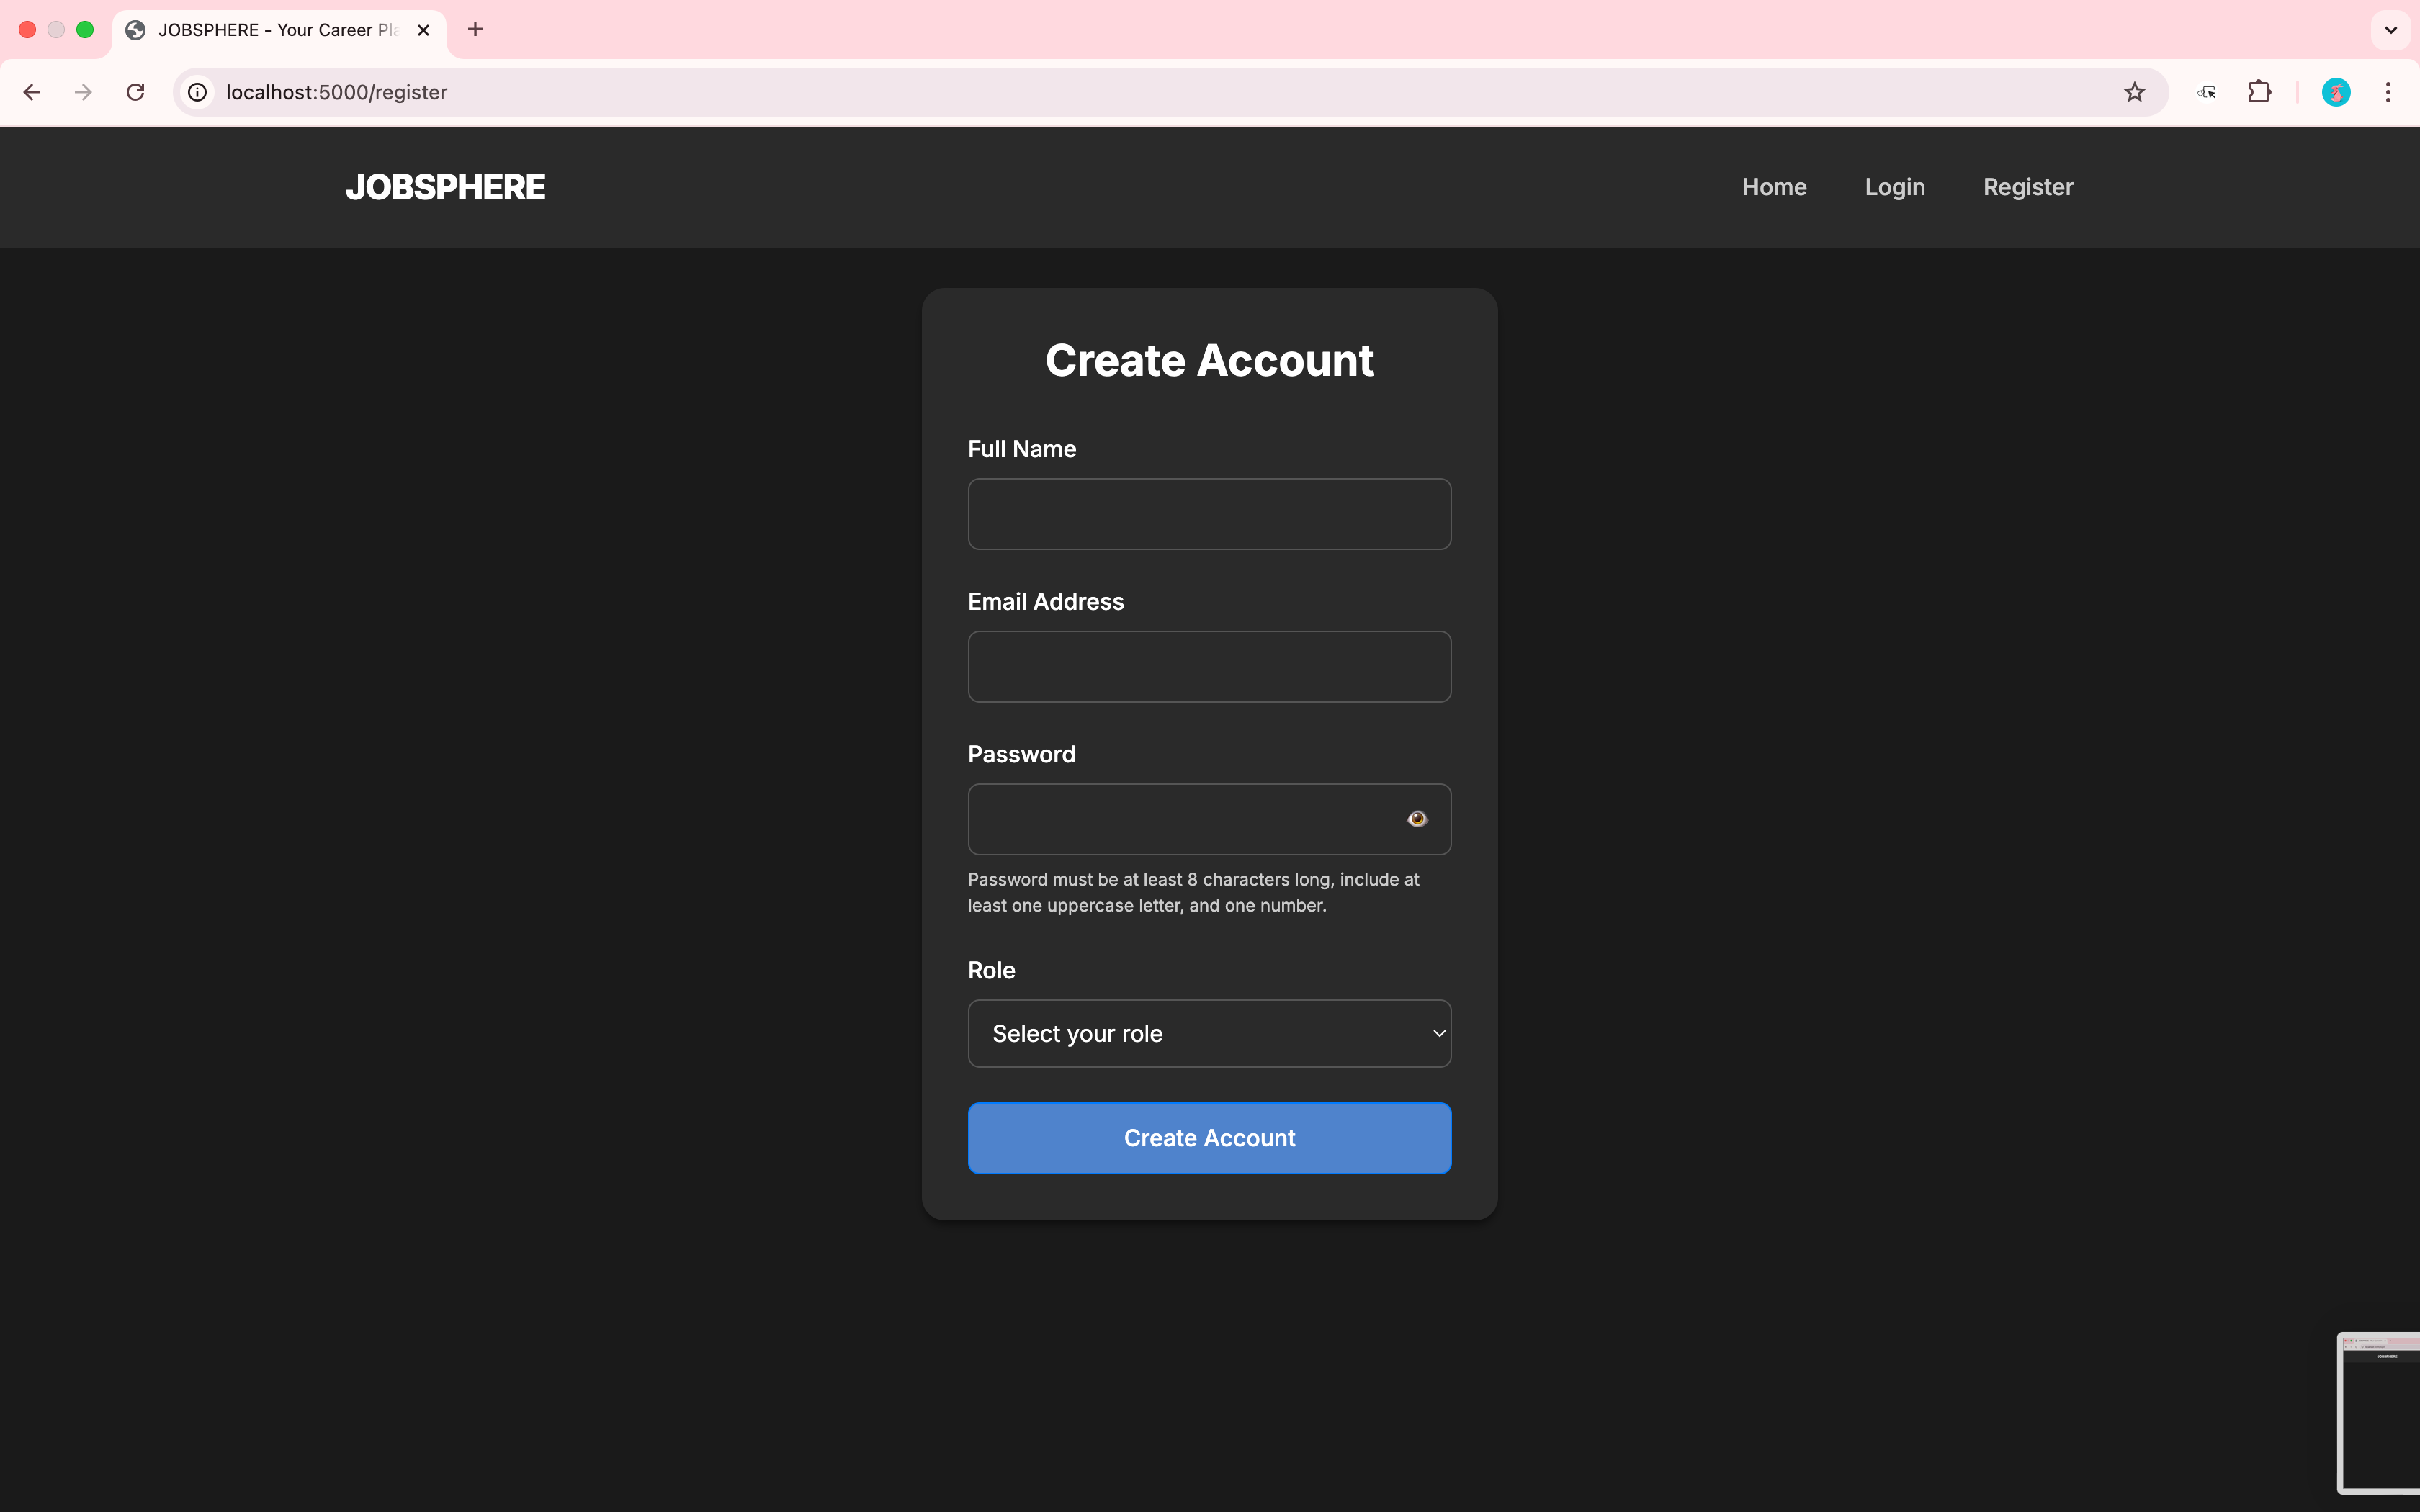 JOBSPHERE - Your Career Pla
localhost:5000/register
JOBSPHERE
Home
Login
Register
Create Account
Full Name
Email Address
Password
Password must be at least 8 characters long, include at
least one uppercase letter, and one number.
Role
Select your role
Create Account
JOBSPHERE